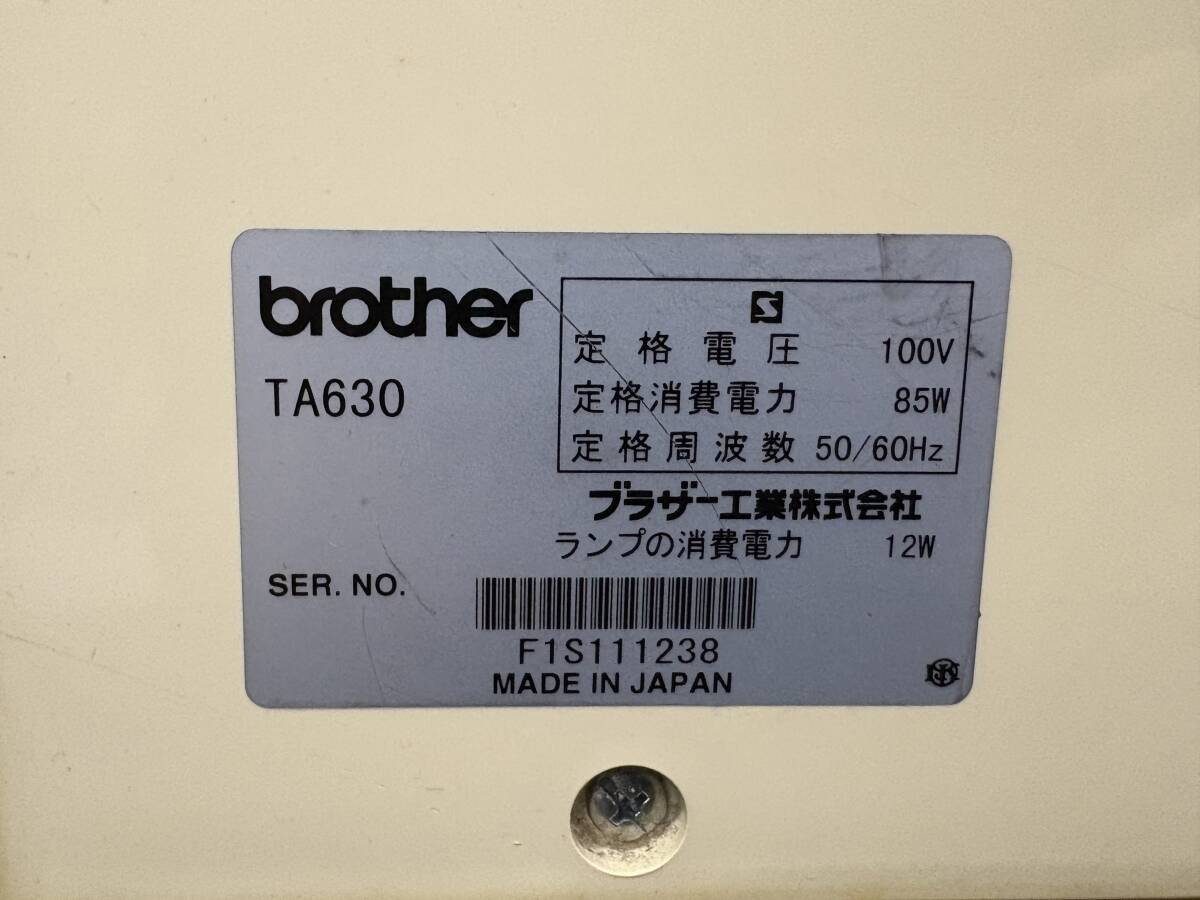 brother
TA630
定格電圧 100V
定格消費電力 85W
定格周波数 50/60Hz
ブラザー工業株式会社
ランプの消費電力 12W
SER. NO.
F1S111238
MADE IN JAPAN